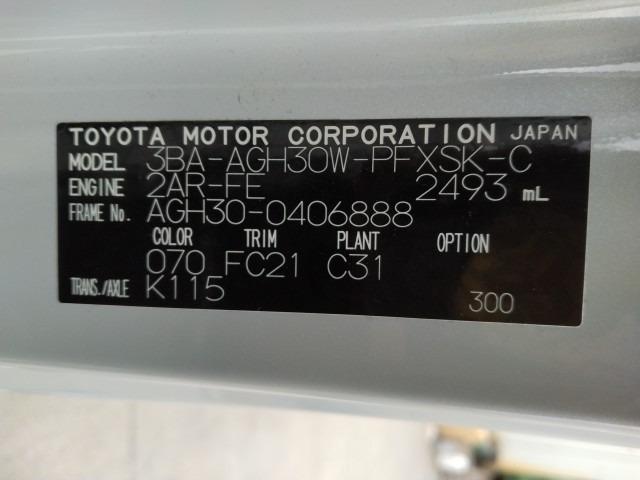 TOYOTA MOTOR CORPORATION JAPAN
MODEL 3BA-AGH30W-PFXSK-C
ENGINE 2AR-FE 2493 mL
FRAME No. AGH30-0406888
COLOR TRIM PLANT OPTION
070 FC21 C31
TRANS./AXLE K115
300